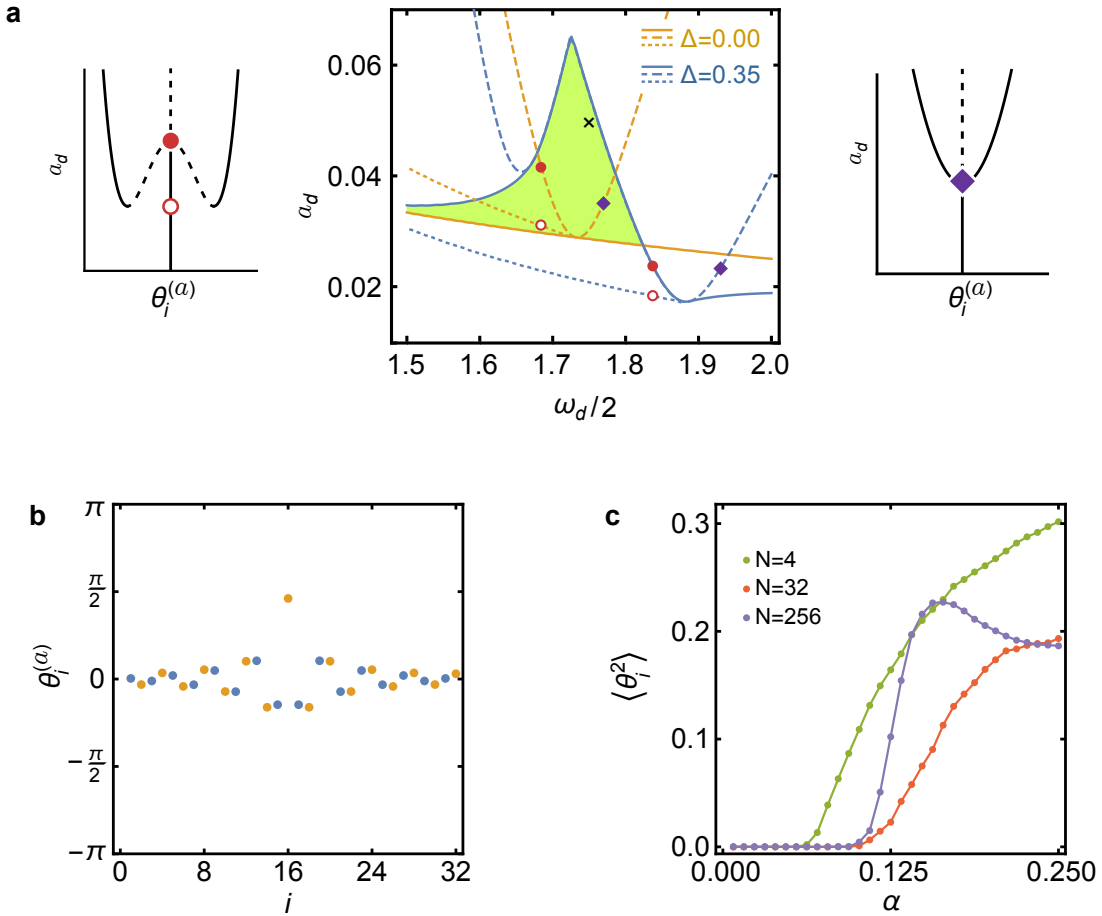 a
a_d
θ_i^(a)
a_d
0.06
0.04
0.02
1.5 1.6 1.7 1.8 1.9 2.0
ω_d/2
Δ=0.00
Δ=0.35
a_d
θ_i^(a)
b
θ_i^(a)
π
π/2
0
−π/2
−π
0 8 16 24 32
i
c
⟨θ_i^2⟩
0.3
0.2
0.1
0.0
N=4
N=32
N=256
0.000 0.125 0.250
α